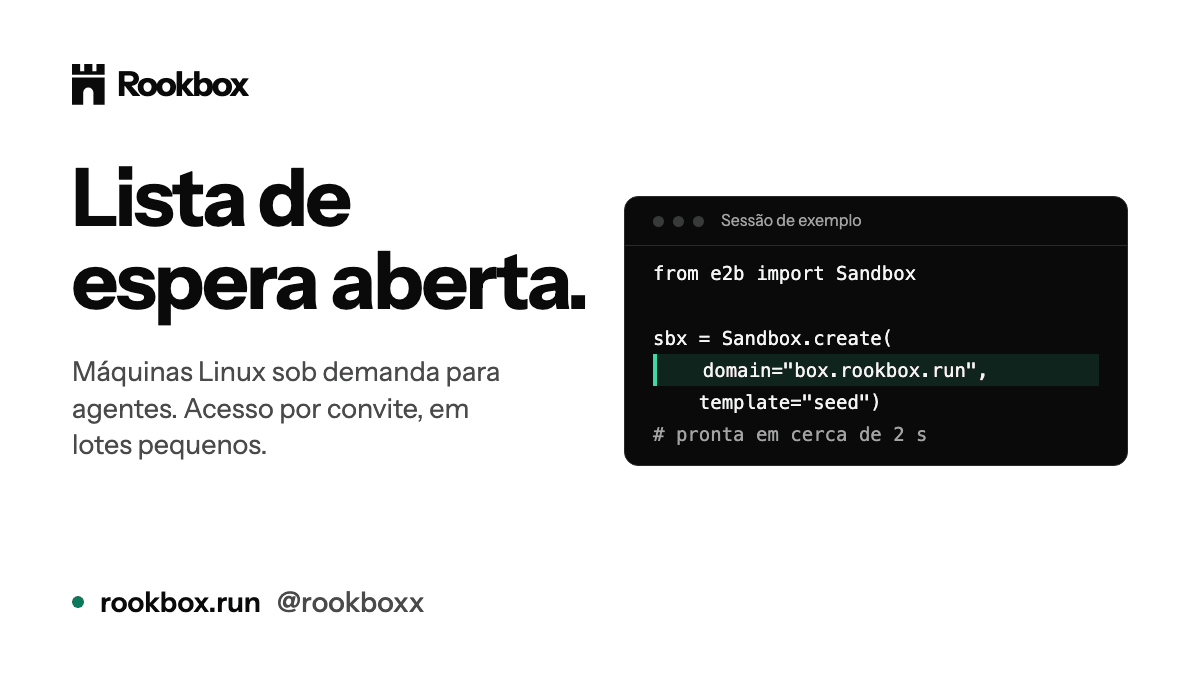 Rookbox
Lista de
espera aberta.
Máquinas Linux sob demanda para
agentes. Acesso por convite, em
lotes pequenos.
Sessão de exemplo
from e2b import Sandbox
sbx = Sandbox.create(
    domain="box.rookbox.run",
    template="seed")
# pronta em cerca de 2 s
rookbox.run @rookboxx